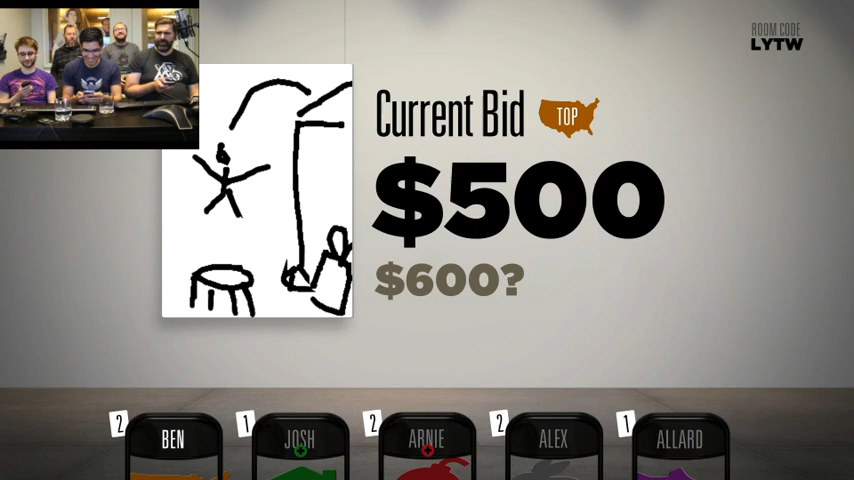 ROOM CODE
LYTW
Current Bid
TOP
$500
$600?
2 BEN
1 JOSH
2 ARNIE
2 ALEX
1 ALLARD